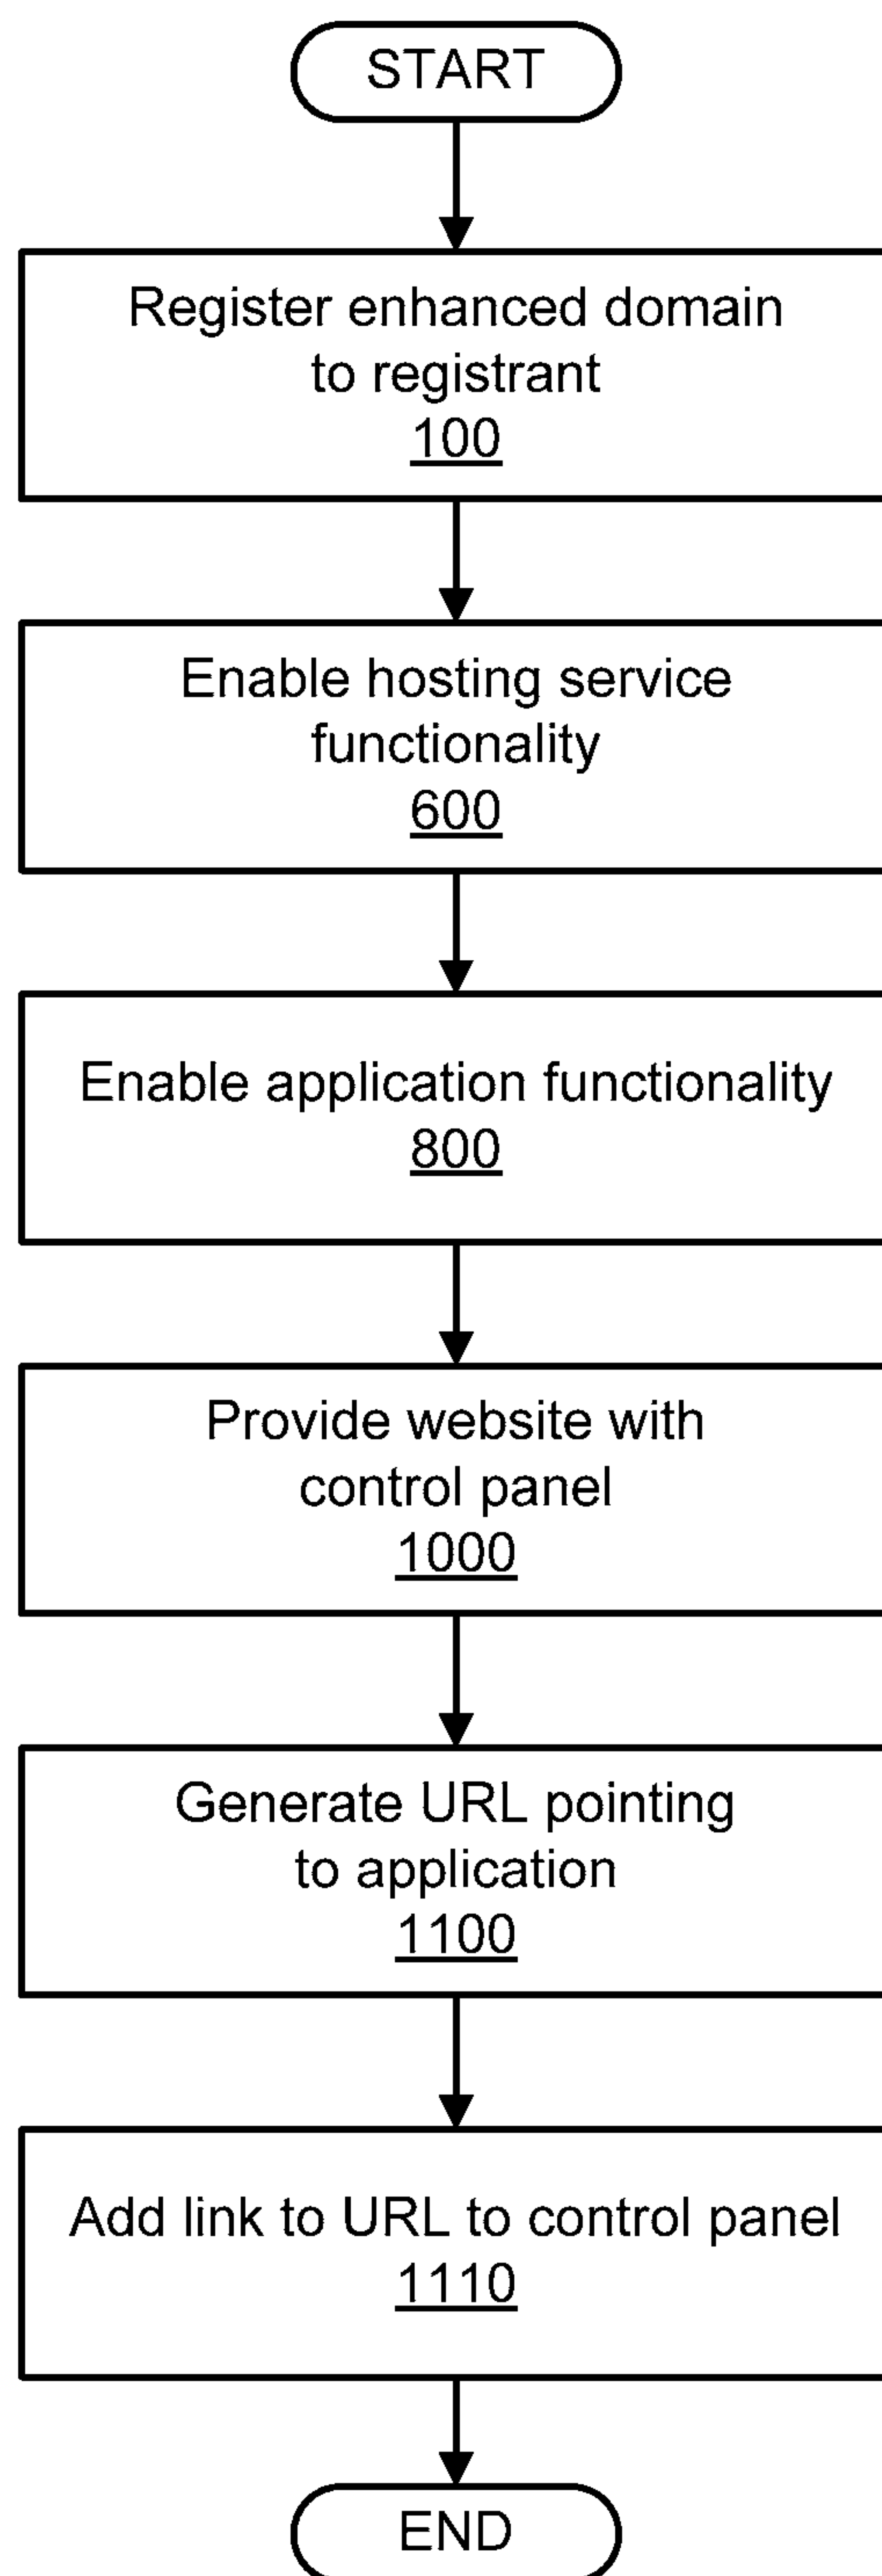 START
Register enhanced domain
to registrant
100
Enable hosting service
functionality
600
Enable application functionality
800
Provide website with
control panel
1000
Generate URL pointing
to application
1100
Add link to URL to control panel
1110
END